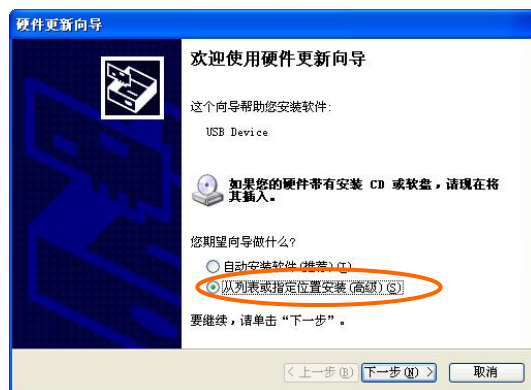 硬件更新向导
欢迎使用硬件更新向导
这个向导帮助您安装软件:
USB Device
如果您的硬件带有安装 CD 或软盘，请现在将
其插入。
您期望向导做什么?
自动安装软件(推荐)(I)
从列表或指定位置安装(高级)(S)
要继续，请单击“下一步”。
< 上一步(B) 下一步(N) > 取消